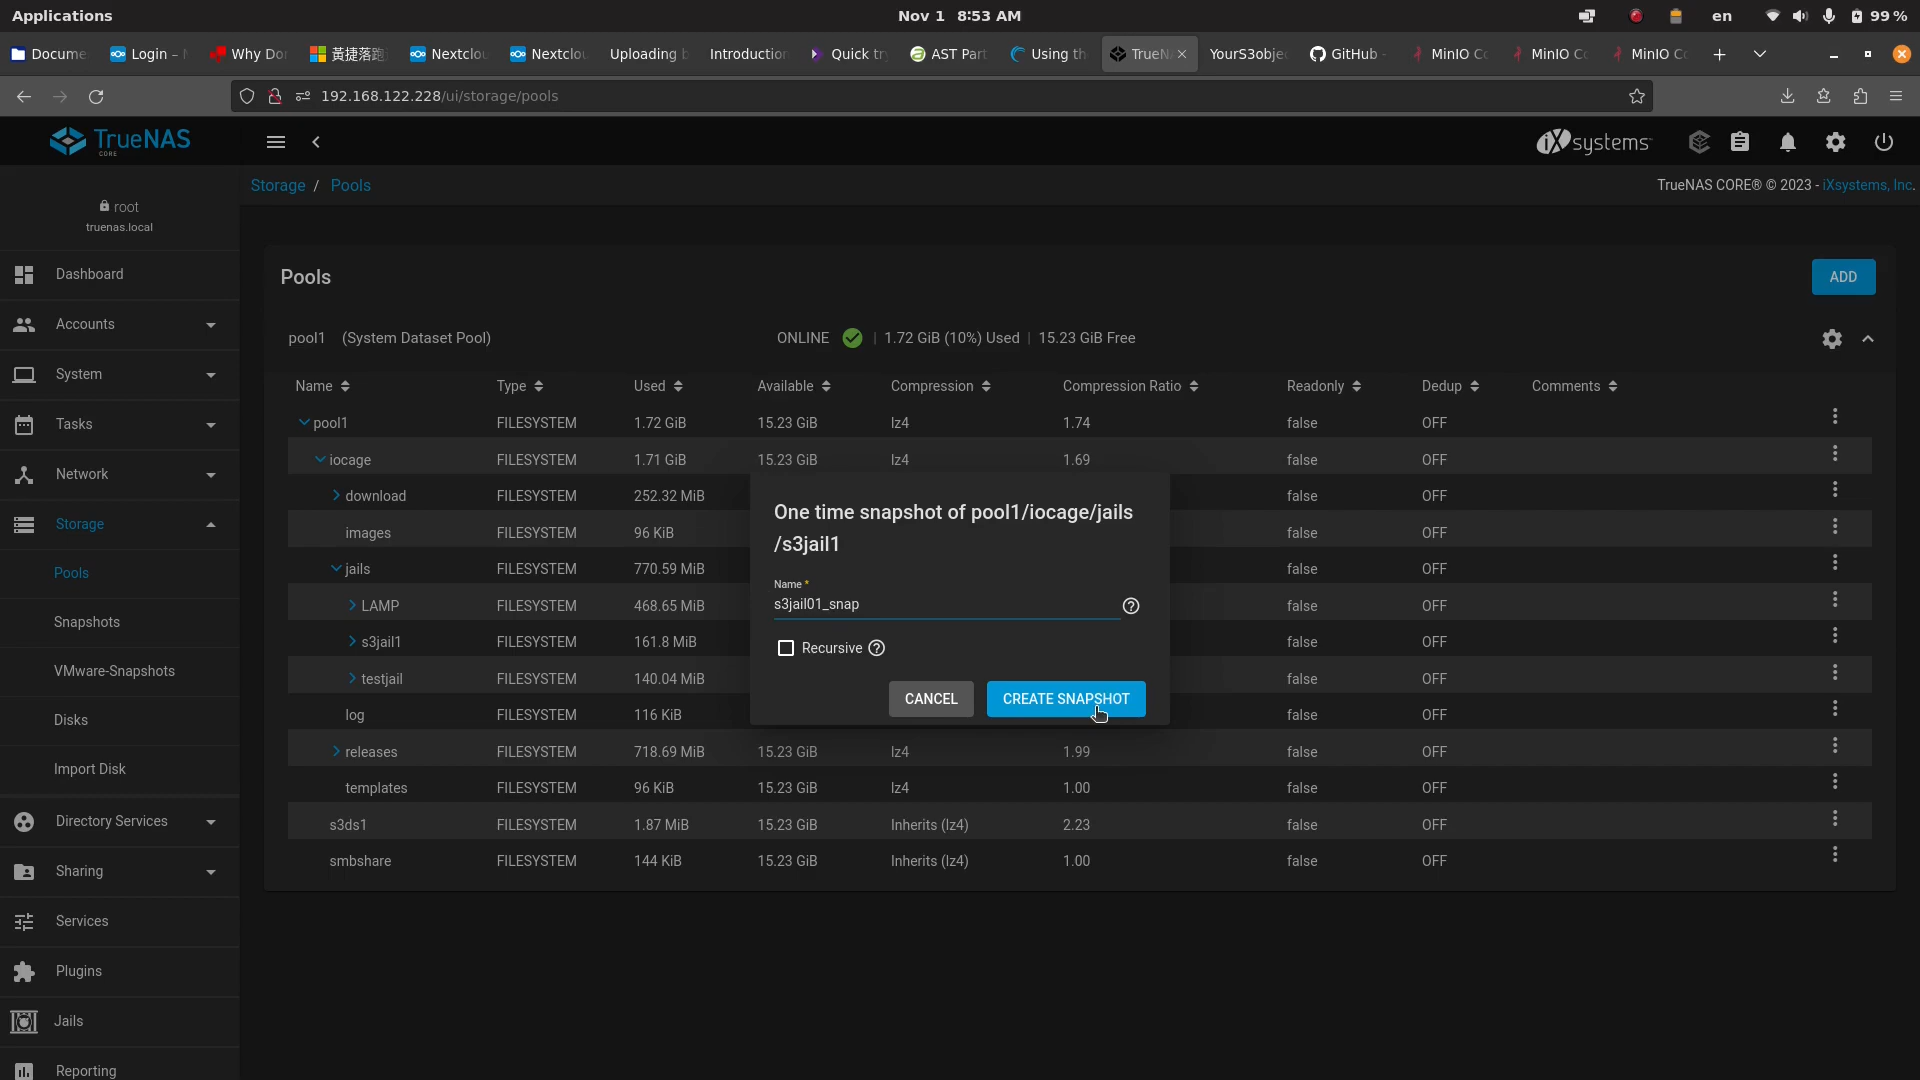 Applications
Nov 1 8:53 AM
en
99 %
Docume
Login –
Why Do
Nextclou
Nextclou
Uploading b
Introduction
Quick try
AST Part
Using th
TrueN
YourS3obje
GitHub
MinIO Co
MinIO Co
MinIO Co
192.168.122.228/ui/storage/pools
TrueNAS
CORE
iXsystems
Storage / Pools
TrueNAS CORE® © 2023 - iXsystems, Inc.
root
truenas.local
Dashboard
Accounts
System
Tasks
Network
Storage
Pools
Snapshots
VMware-Snapshots
Disks
Import Disk
Directory Services
Sharing
Services
Plugins
Jails
Reporting
Pools
ADD
pool1 (System Dataset Pool) ONLINE | 1.72 GiB (10%) Used | 15.23 GiB Free
Name Type Used Available Compression Compression Ratio Readonly Dedup Comments
pool1 FILESYSTEM 1.72 GiB 15.23 GiB lz4 1.74 false OFF
iocage FILESYSTEM 1.71 GiB 15.23 GiB lz4 1.69 false OFF
download FILESYSTEM 252.32 MiB false OFF
images FILESYSTEM 96 KiB false OFF
jails FILESYSTEM 770.59 MiB false OFF
LAMP FILESYSTEM 468.65 MiB false OFF
s3jail1 FILESYSTEM 161.8 MiB false OFF
testjail FILESYSTEM 140.04 MiB false OFF
log FILESYSTEM 116 KiB false OFF
releases FILESYSTEM 718.69 MiB 15.23 GiB lz4 1.99 false OFF
templates FILESYSTEM 96 KiB 15.23 GiB lz4 1.00 false OFF
s3ds1 FILESYSTEM 1.87 MiB 15.23 GiB Inherits (lz4) 2.23 false OFF
smbshare FILESYSTEM 144 KiB 15.23 GiB Inherits (lz4) 1.00 false OFF
One time snapshot of pool1/iocage/jails
/s3jail1
Name *
s3jail01_snap
Recursive
CANCEL
CREATE SNAPSHOT